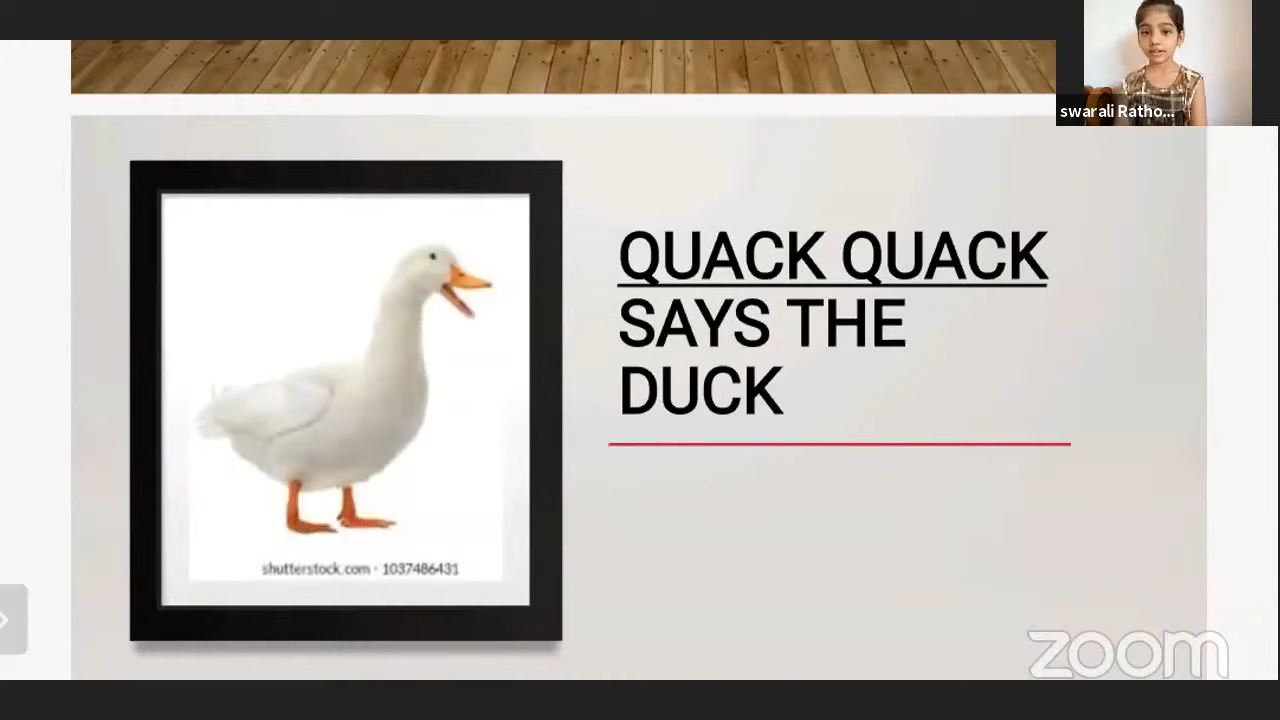 swarali Ratho...
QUACK QUACK
SAYS THE
DUCK
shutterstock.com · 1037486431
zoom